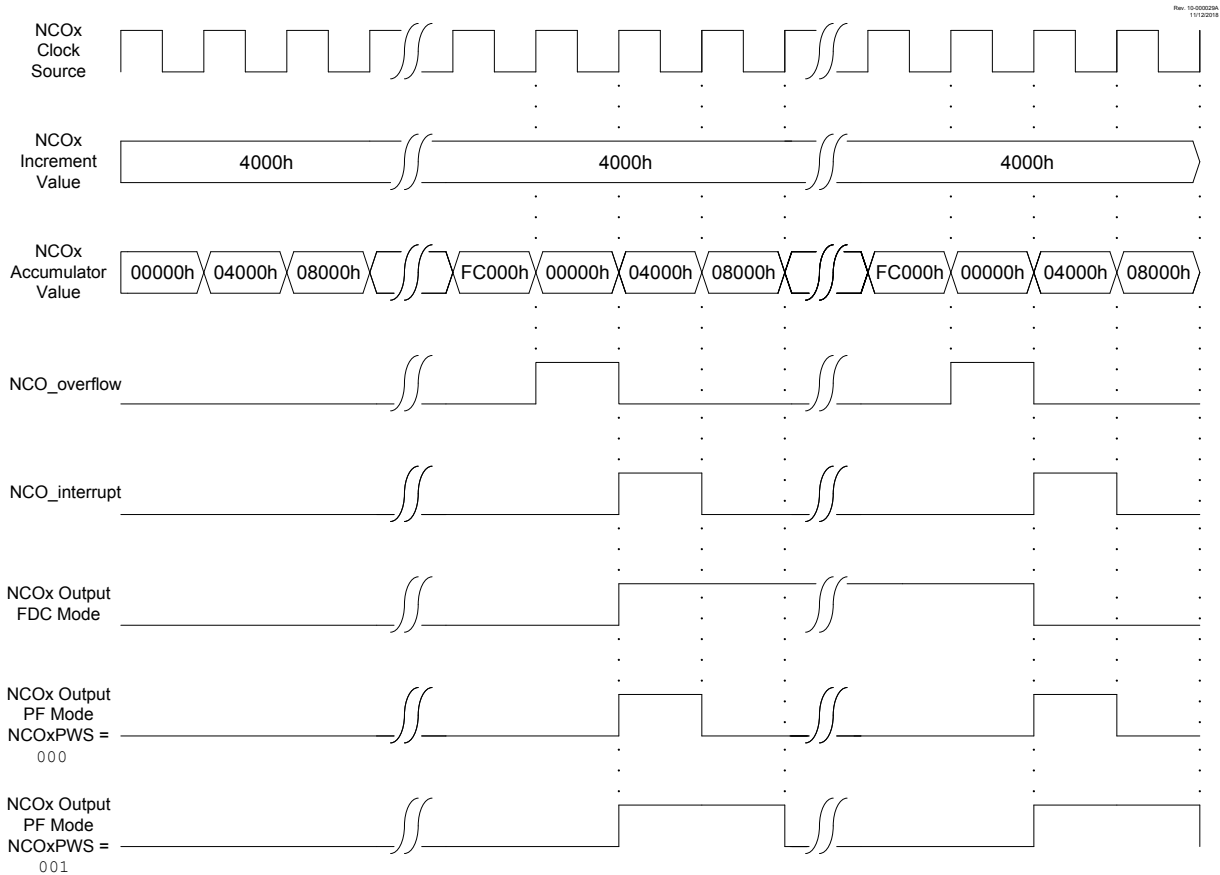 Rev. 10-000029A
11/12/2018
NCOx
Clock
Source
NCOx
Increment
Value
4000h
4000h
4000h
NCOx
Accumulator
Value
00000h 04000h 08000h FC000h 00000h 04000h 08000h FC000h 00000h 04000h 08000h
NCO_overflow
NCO_interrupt
NCOx Output
FDC Mode
NCOx Output
PF Mode
NCOxPWS =
000
NCOx Output
PF Mode
NCOxPWS =
001